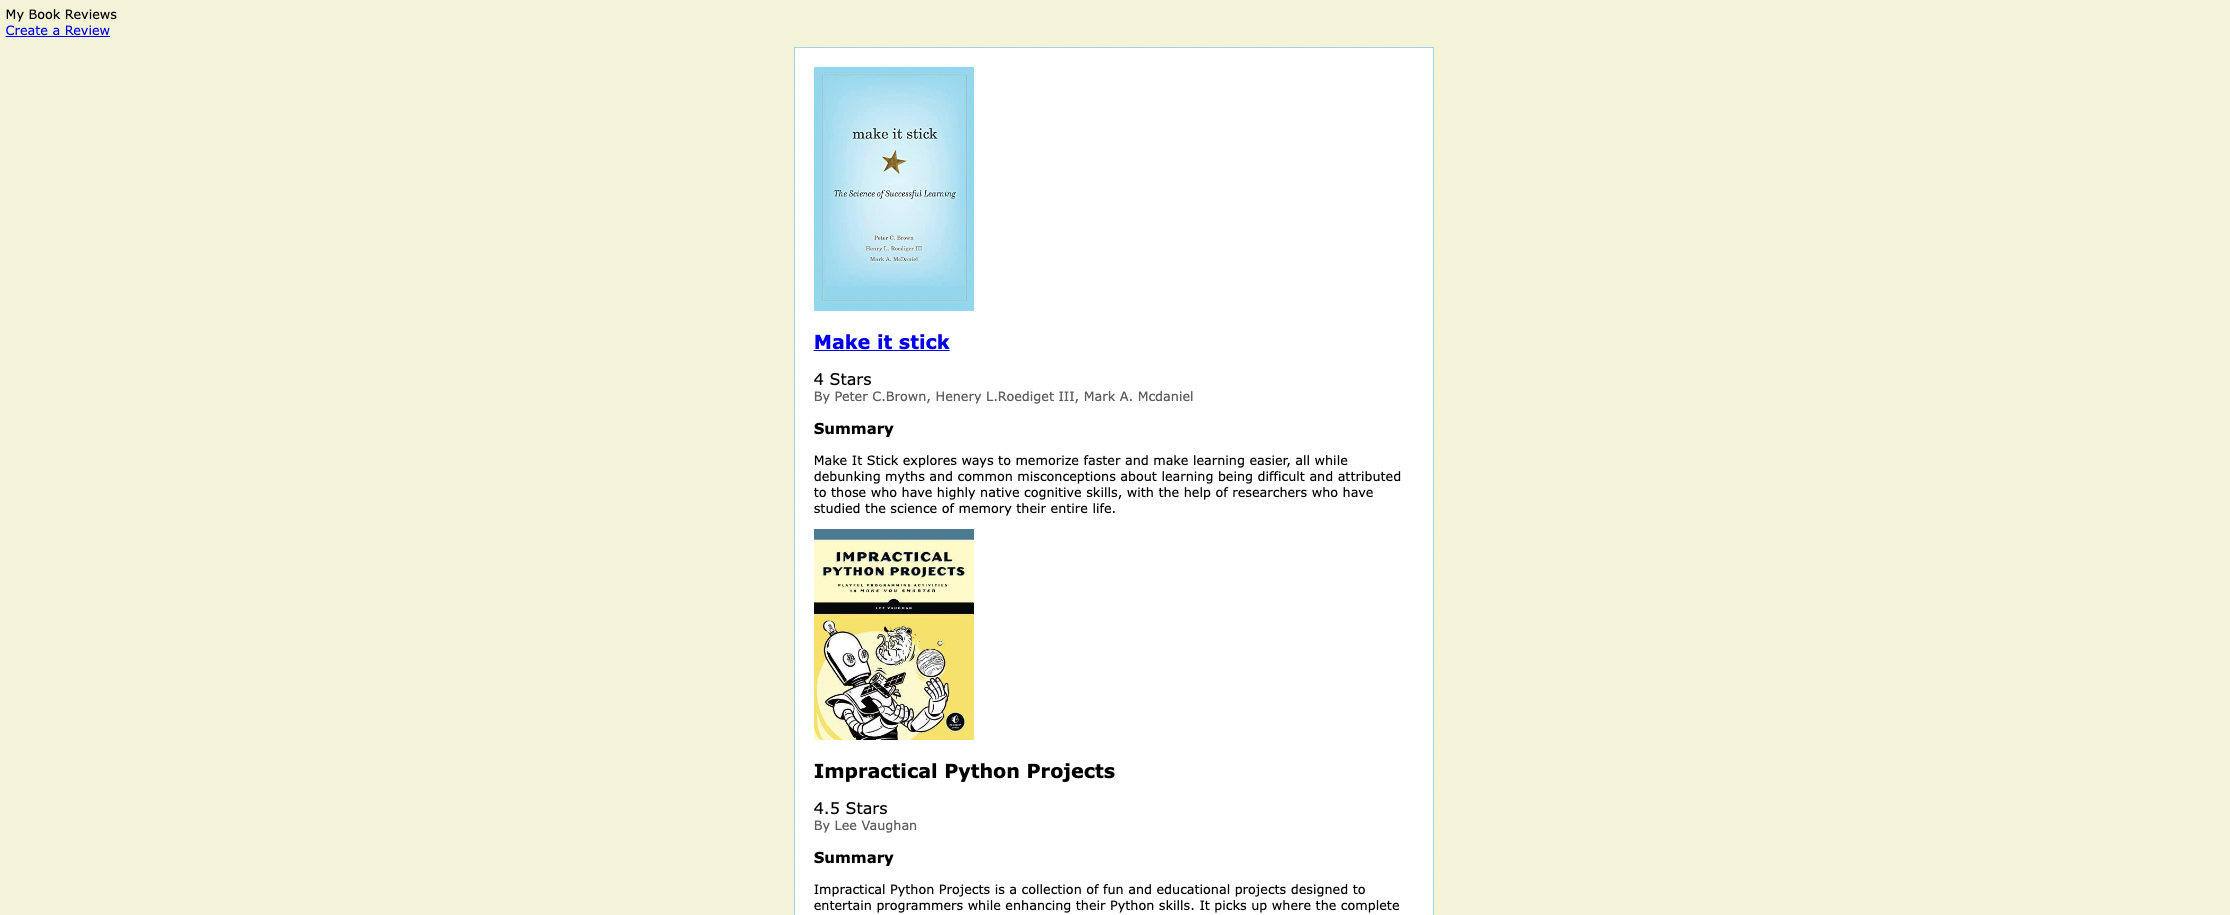 My Book Reviews
Create a Review
make it stick
The Science of Successful Learning
Peter C. Brown
Henry L. Roediger III
Mark A. McDaniel
Make it stick
4 Stars
By Peter C.Brown, Henery L.Roediget III, Mark A. Mcdaniel
Summary
Make It Stick explores ways to memorize faster and make learning easier, all while
debunking myths and common misconceptions about learning being difficult and attributed
to those who have highly native cognitive skills, with the help of researchers who have
studied the science of memory their entire life.
IMPRACTICAL
PYTHON PROJECTS
PLAYFUL PROGRAMMING ACTIVITIES
TO MAKE YOU SMARTER
LEE VAUGHAN
Impractical Python Projects
4.5 Stars
By Lee Vaughan
Summary
Impractical Python Projects is a collection of fun and educational projects designed to
entertain programmers while enhancing their Python skills. It picks up where the complete